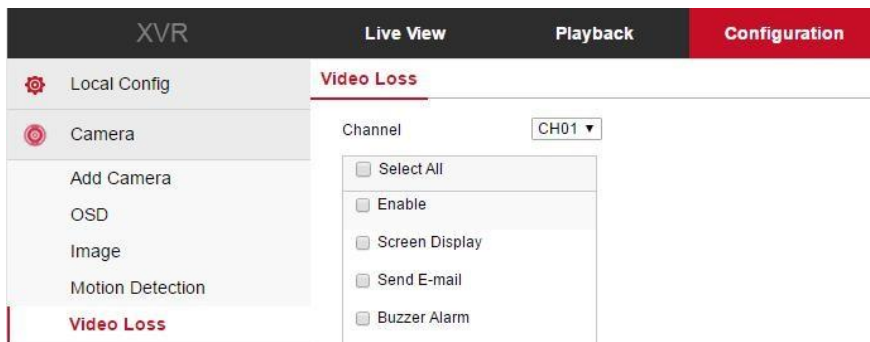 XVR Live View Playback Configuration
Local Config
Camera
Add Camera
OSD
Image
Motion Detection
Video Loss
Video Loss
Channel CH01 ▼
Select All
Enable
Screen Display
Send E-mail
Buzzer Alarm